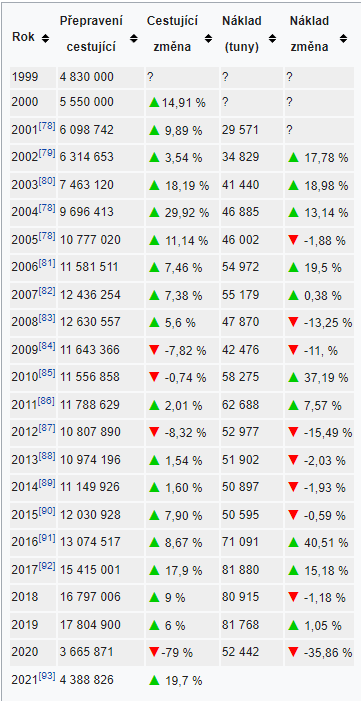 Rok Přepravení cestující Cestující změna Náklad (tuny) Náklad změna
1999 4 830 000 ? ? ?
2000 5 550 000 ▲14,91 % ? ?
2001[78] 6 098 742 ▲ 9,89 % 29 571 ?
2002[79] 6 314 653 ▲ 3,54 % 34 829 ▲ 17,78 %
2003[80] 7 463 120 ▲ 18,19 % 41 440 ▲ 18,98 %
2004[78] 9 696 413 ▲ 29,92 % 46 885 ▲ 13,14 %
2005[78] 10 777 020 ▲ 11,14 % 46 002 ▼ -1,88 %
2006[81] 11 581 511 ▲ 7,46 % 54 972 ▲ 19,5 %
2007[82] 12 436 254 ▲ 7,38 % 55 179 ▲ 0,38 %
2008[83] 12 630 557 ▲ 5,6 % 47 870 ▼ -13,25 %
2009[84] 11 643 366 ▼ -7,82 % 42 476 ▼ -11, %
2010[85] 11 556 858 ▼ -0,74 % 58 275 ▲ 37,19 %
2011[86] 11 788 629 ▲ 2,01 % 62 688 ▲ 7,57 %
2012[87] 10 807 890 ▼ -8,32 % 52 977 ▼ -15,49 %
2013[88] 10 974 196 ▲ 1,54 % 51 902 ▼ -2,03 %
2014[89] 11 149 926 ▲ 1,60 % 50 897 ▼ -1,93 %
2015[90] 12 030 928 ▲ 7,90 % 50 595 ▼ -0,59 %
2016[91] 13 074 517 ▲ 8,67 % 71 091 ▲ 40,51 %
2017[92] 15 415 001 ▲ 17,9 % 81 880 ▲ 15,18 %
2018 16 797 006 ▲ 9 % 80 915 ▼ -1,18 %
2019 17 804 900 ▲ 6 % 81 768 ▲ 1,05 %
2020 3 665 871 ▼-79 % 52 442 ▼ -35,86 %
2021[93] 4 388 826 ▲ 19,7 %